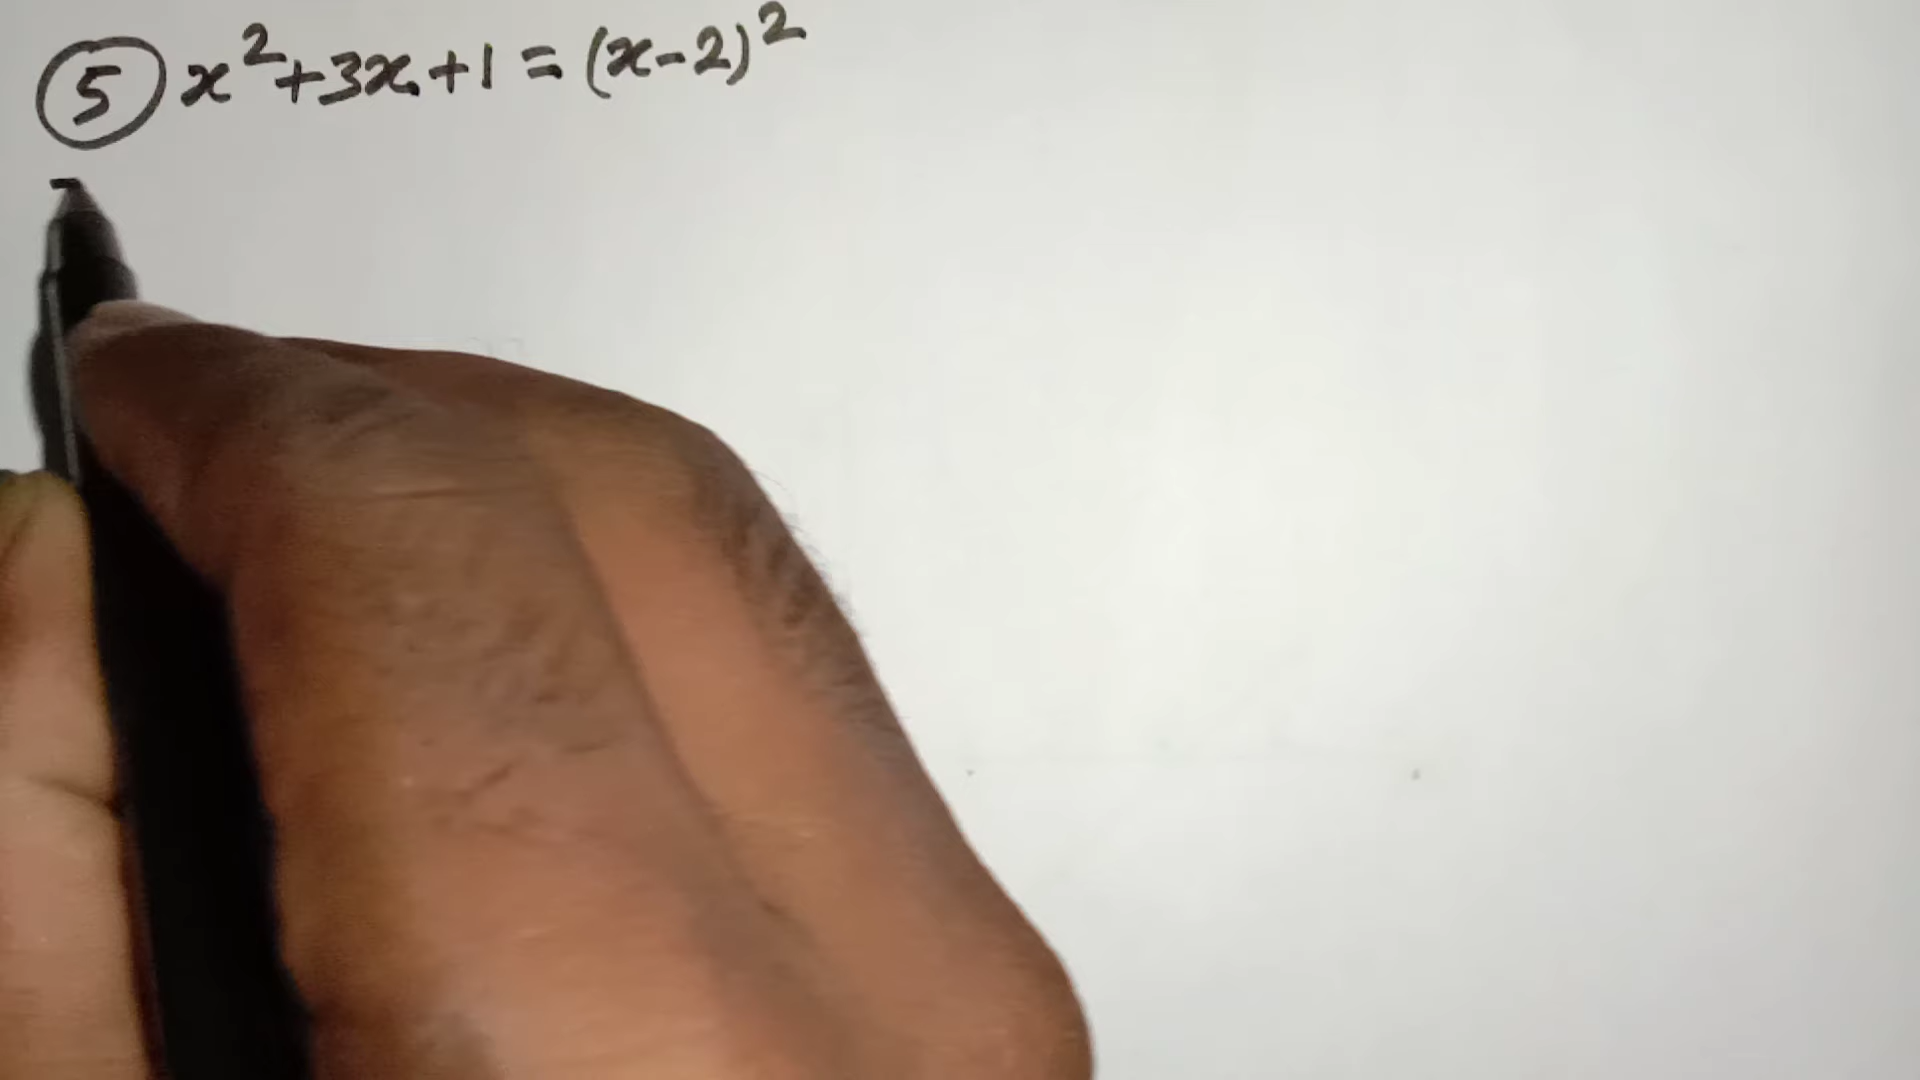 ⑤ x²+3x+1 = (x-2)²